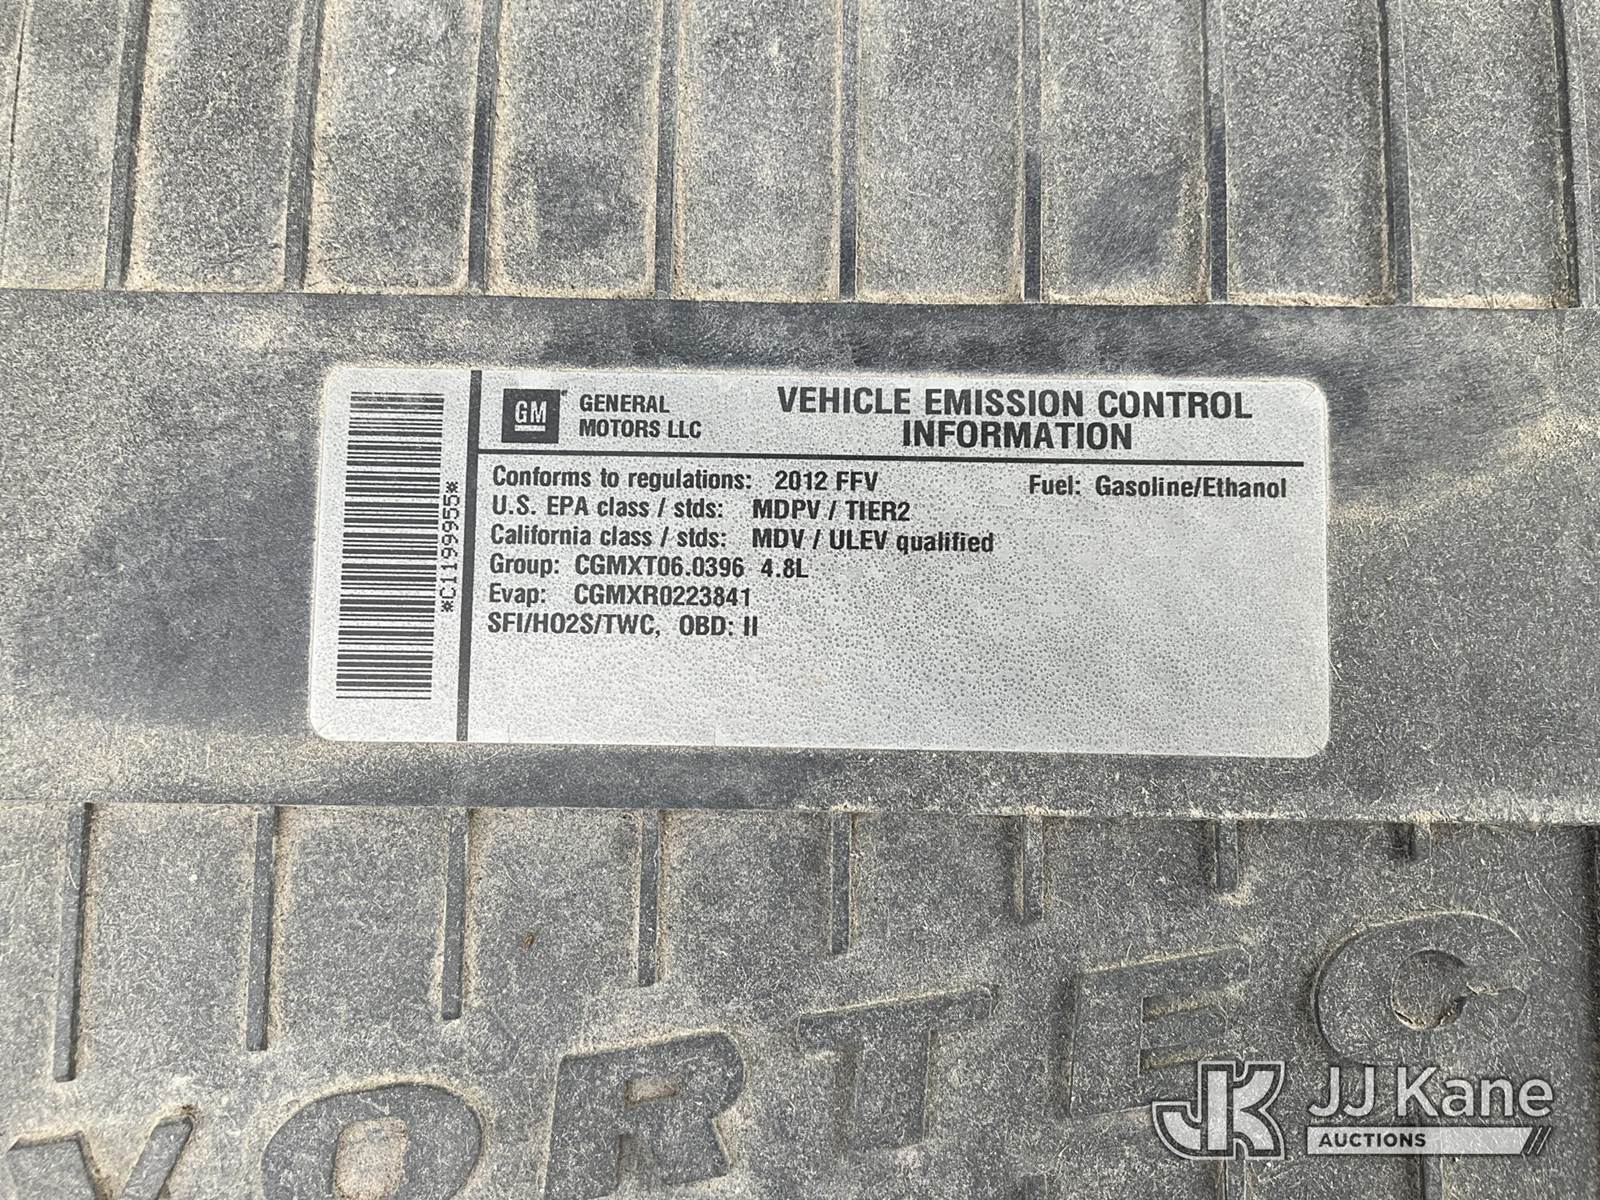 *C1199955*
GM
GENERAL
MOTORS LLC
VEHICLE EMISSION CONTROL
INFORMATION
Conforms to regulations: 2012 FFV Fuel: Gasoline/Ethanol
U.S. EPA class / stds: MDPV / TIER2
California class / stds: MDV / ULEV qualified
Group: CGMXT06.0396 4.8L
Evap: CGMXR0223841
SFI/HO2S/TWC, OBD: II
VORTEC
JK JJ Kane
AUCTIONS